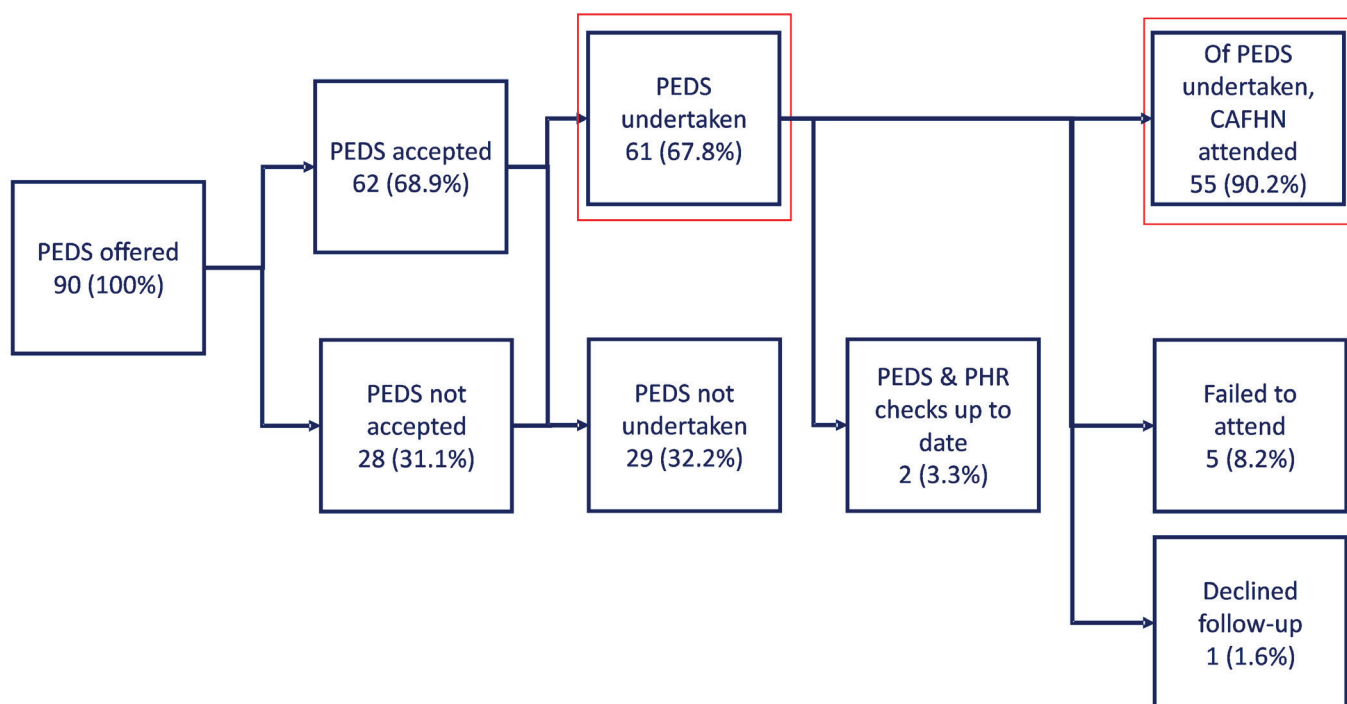 PEDS offered
90 (100%)
PEDS accepted
62 (68.9%)
PEDS not
accepted
28 (31.1%)
PEDS
undertaken
61 (67.8%)
PEDS not
undertaken
29 (32.2%)
PEDS & PHR
checks up to
date
2 (3.3%)
Of PEDS
undertaken,
CAFHN
attended
55 (90.2%)
Failed to
attend
5 (8.2%)
Declined
follow-up
1 (1.6%)